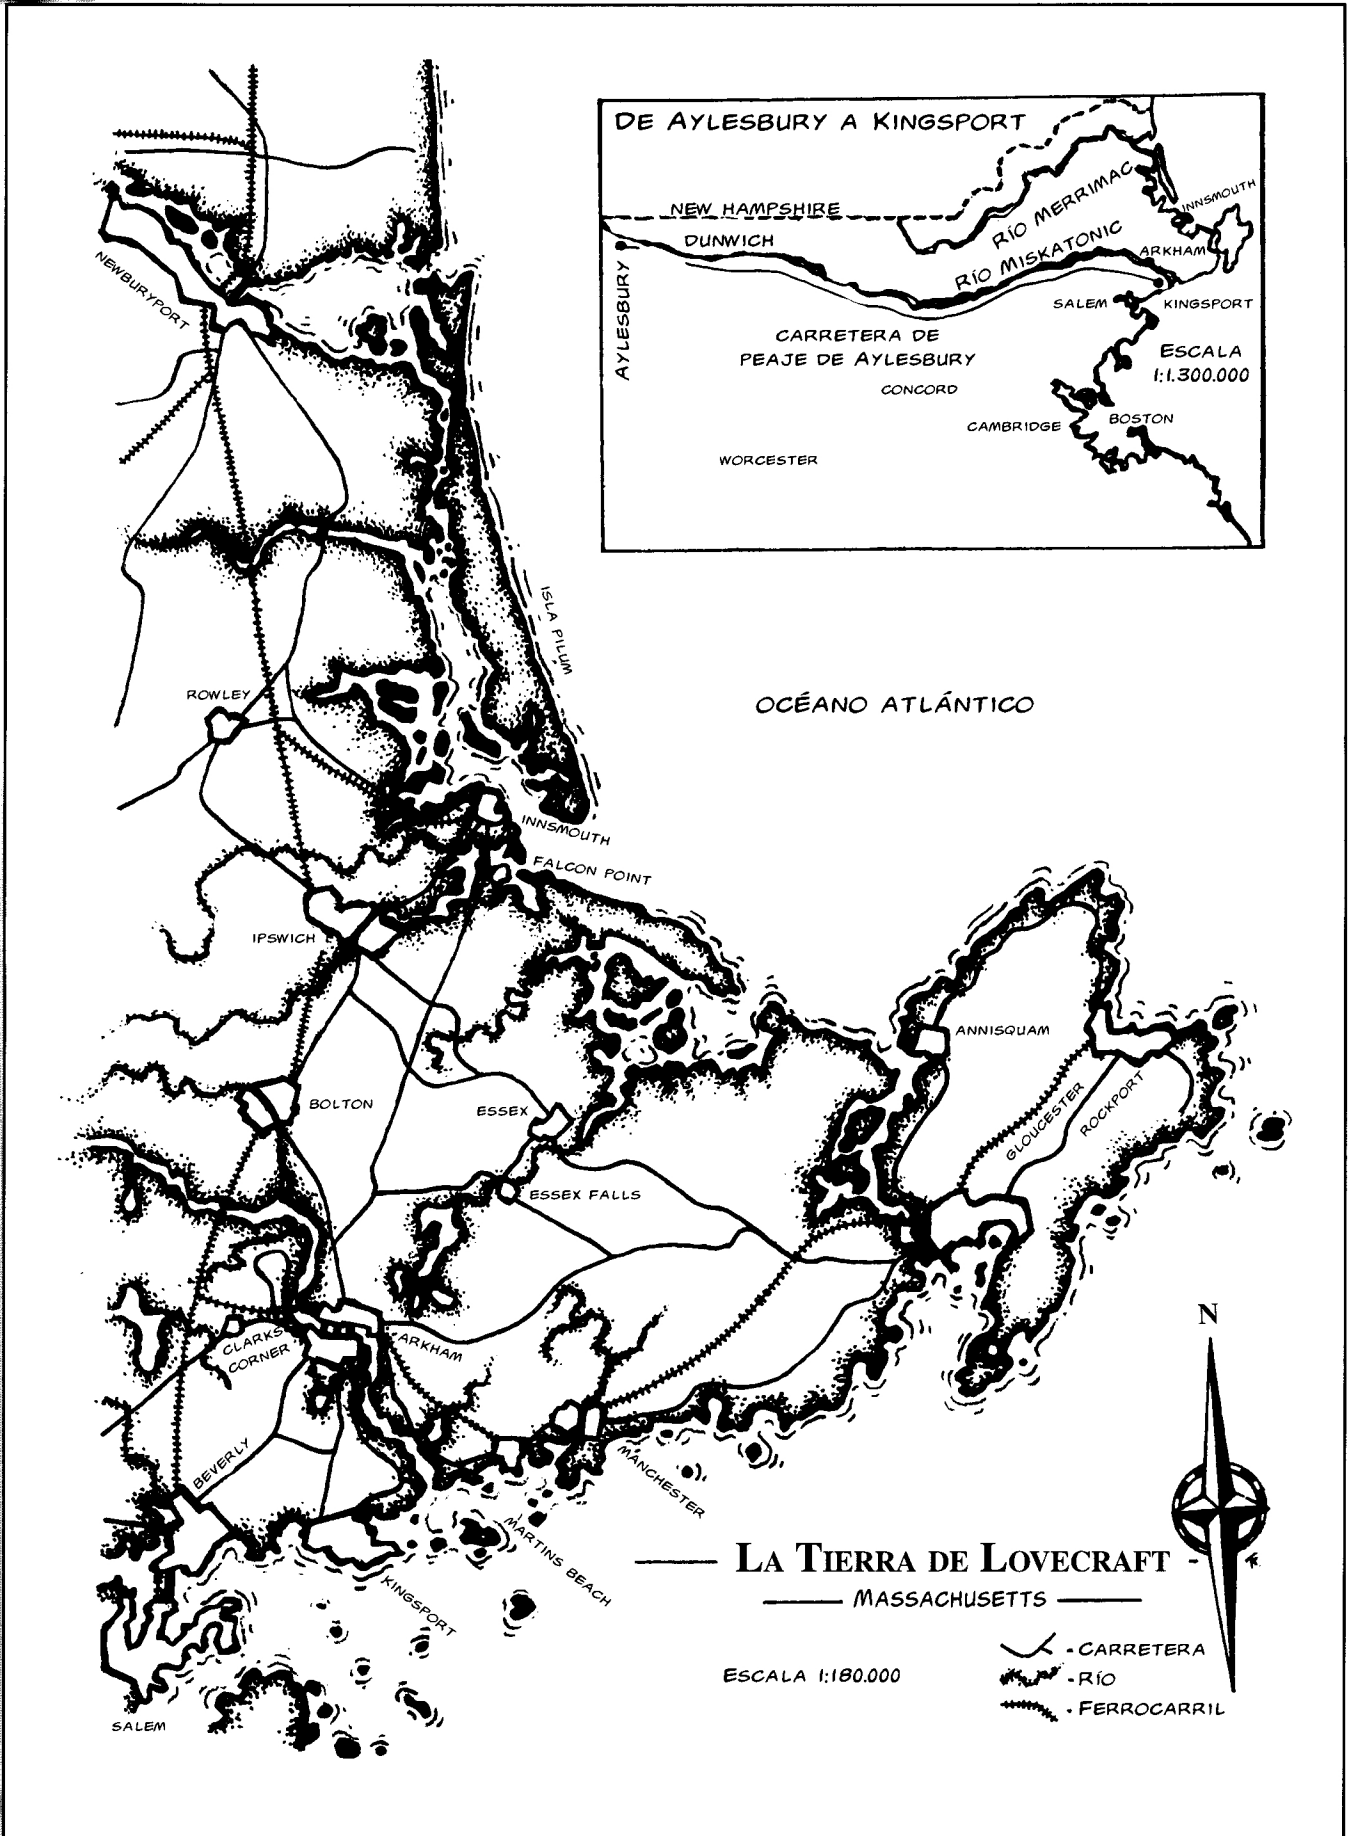 DE AYLESBURY A KINGSPORT
NEW HAMPSHIRE
RÍO MERRIMAC
INNSMOUTH
DUNWICH
RÍO MISKATONIC
ARKHAM
AYLESBURY
SALEM
KINGSPORT
CARRETERA DE
PEAJE DE AYLESBURY
ESCALA
1:1.300.000
CONCORD
CAMBRIDGE
BOSTON
WORCESTER
NEWBURYPORT
ISLA PILUM
OCÉANO ATLÁNTICO
ROWLEY
INNSMOUTH
FALCON POINT
IPSWICH
ANNISQUAM
BOLTON
ESSEX
GLOUCESTER
ROCKPORT
ESSEX FALLS
CLARKS
CORNER
ARKHAM
BEVERLY
MANCHESTER
MARTINS BEACH
KINGSPORT
SALEM
N
LA TIERRA DE LOVECRAFT
MASSACHUSETTS
ESCALA 1:180.000
- CARRETERA
- RÍO
- FERROCARRIL